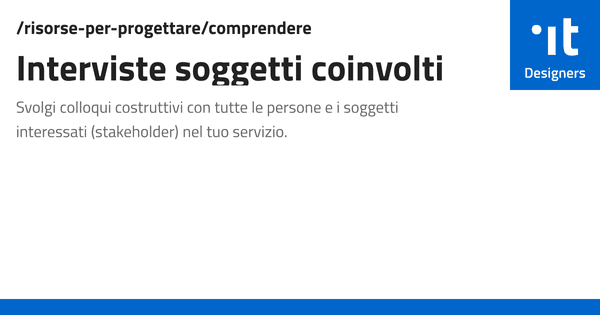 /risorse-per-progettare/comprendere
Interviste soggetti coinvolti
Svolgi colloqui costruttivi con tutte le persone e i soggetti
interessati (stakeholder) nel tuo servizio.
it
Designers